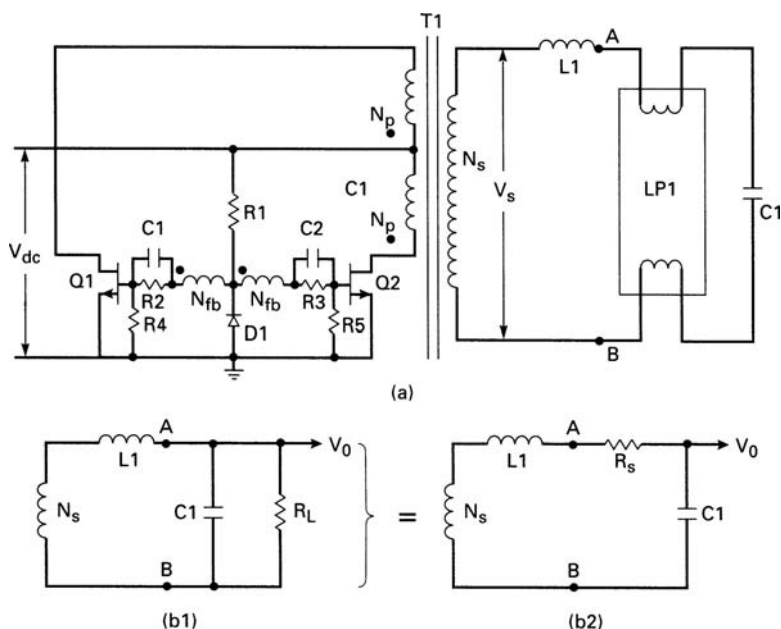 T1
A
L1
Np
Ns
Vs
LP1
C1
C1
R1
Np
C1
C2
Vdc
Q1
R2
Nfb
Nfb
R3
Q2
R4
D1
R5
B
(a)
A
L1
V0
Ns
C1
RL
B
(b1)
=
A
L1
Rs
V0
Ns
C1
B
(b2)